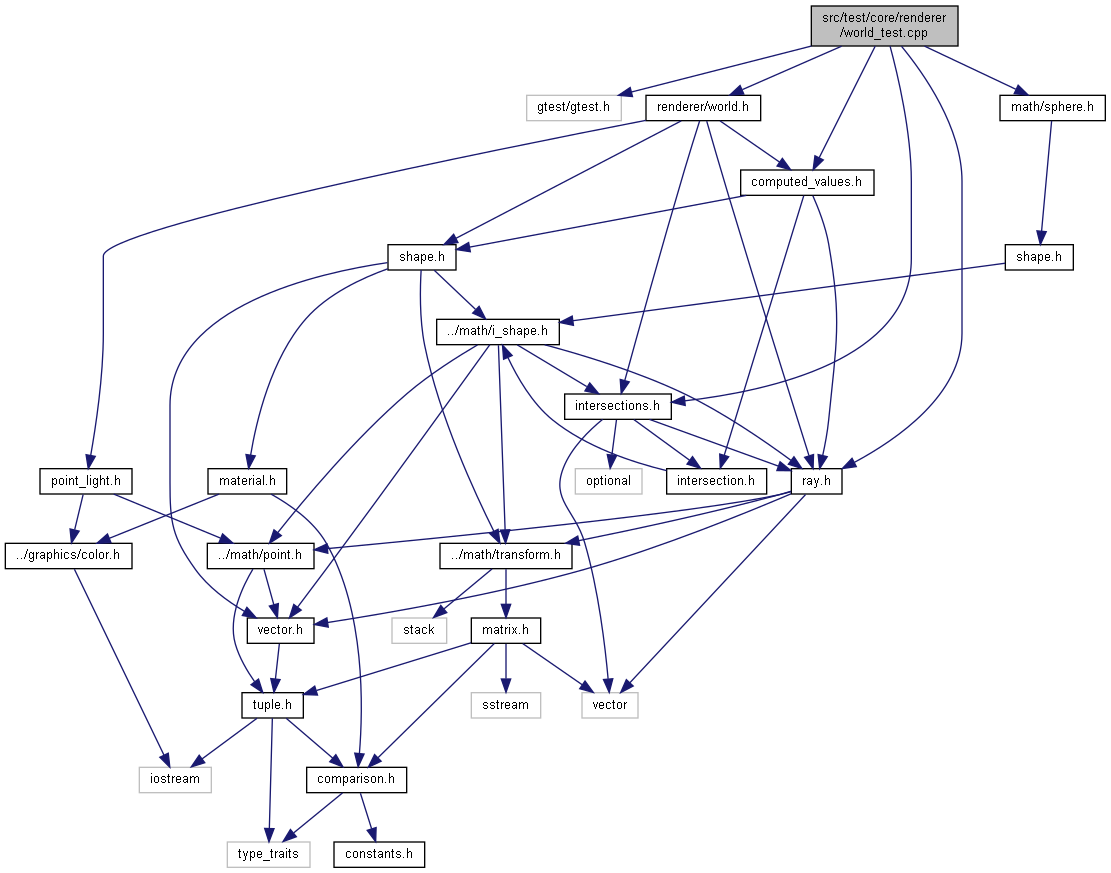 src/test/core/renderer
/world_test.cpp
gtest/gtest.h
renderer/world.h
math/sphere.h
computed_values.h
shape.h
shape.h
../math/i_shape.h
intersections.h
point_light.h
material.h
optional
intersection.h
ray.h
../graphics/color.h
../math/point.h
../math/transform.h
vector.h
stack
matrix.h
tuple.h
sstream
vector
iostream
comparison.h
type_traits
constants.h